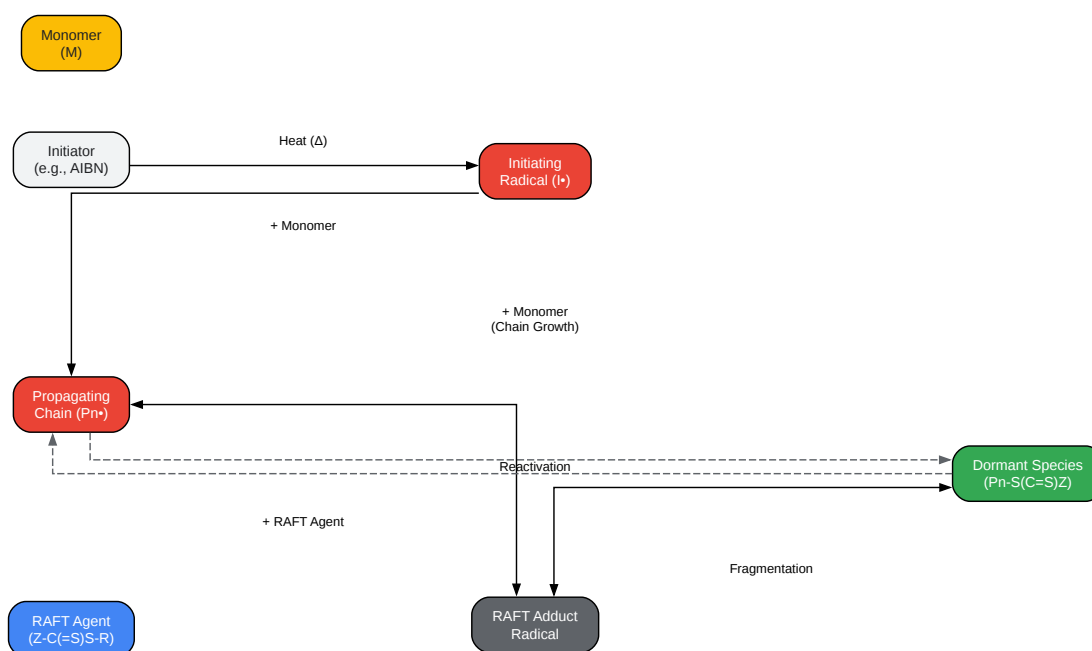 Monomer
(M)
Initiator
(e.g., AIBN)
Heat (Δ)
Initiating
Radical (I•)
+ Monomer
+ Monomer
(Chain Growth)
Propagating
Chain (Pn•)
Reactivation
Dormant Species
(Pn-S(C=S)Z)
+ RAFT Agent
Fragmentation
RAFT Agent
(Z-C(=S)S-R)
RAFT Adduct
Radical